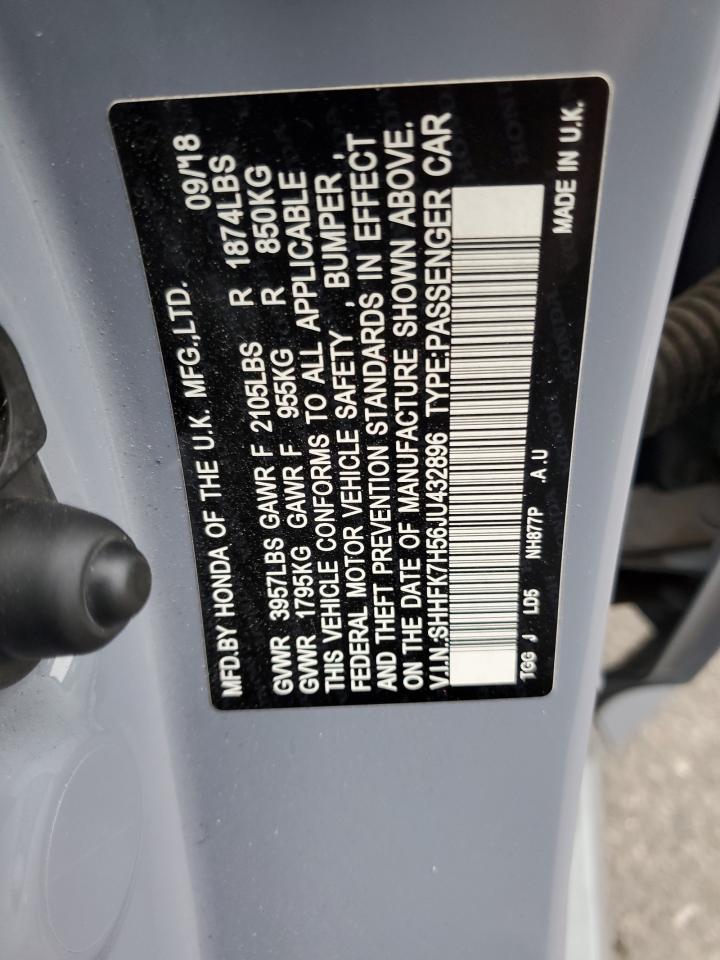 MFD.BY HONDA OF THE U.K. MFG.,LTD. 09/18
GVWR 3957LBS GAWR F 2105LBS R 1874LBS
GVWR 1795KG GAWR F 955KG R 850KG
THIS VEHICLE CONFORMS TO ALL APPLICABLE
FEDERAL MOTOR VEHICLE SAFETY , BUMPER ,
AND THEFT PREVENTION STANDARDS IN EFFECT
ON THE DATE OF MANUFACTURE SHOWN ABOVE.
V.I.N.:SHHFK7H56JU432896 TYPE:PASSENGER CAR
TGG J L05 NH877P .A.U MADE IN U.K.